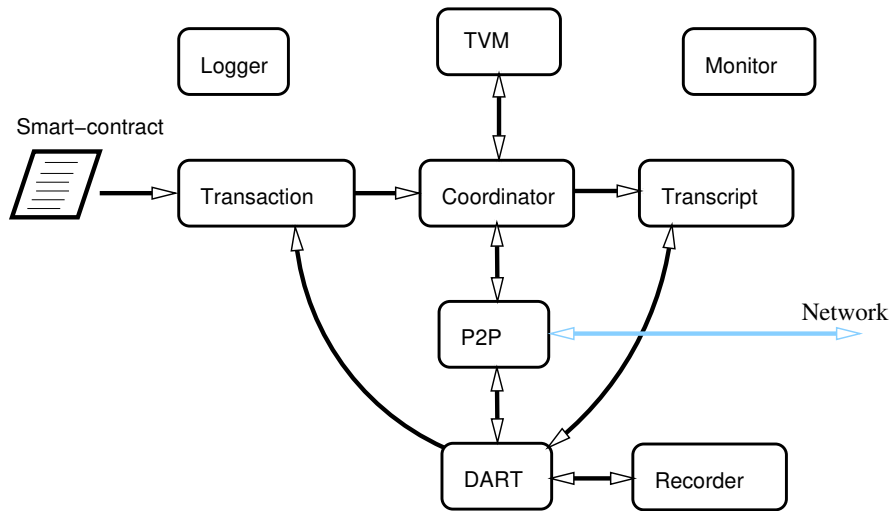 TVM
Logger
Monitor
Smart−contract
Transaction
Coordinator
Transcript
Network
P2P
DART
Recorder